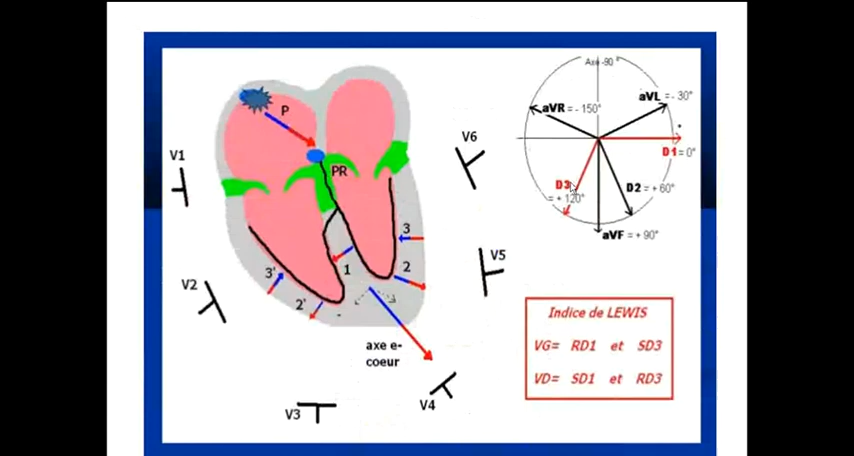 P
PR
V1
V2
V3
V4
V5
V6
3
2
1
3'
2'
axe e-
coeur
Axe -90 °
aVR = - 150°
aVL = - 30°
D1 = 0°
D2 = + 60°
D3
= + 120°
aVF = + 90°
Indice de LEWIS
VG= RD1 et SD3
VD= SD1 et RD3